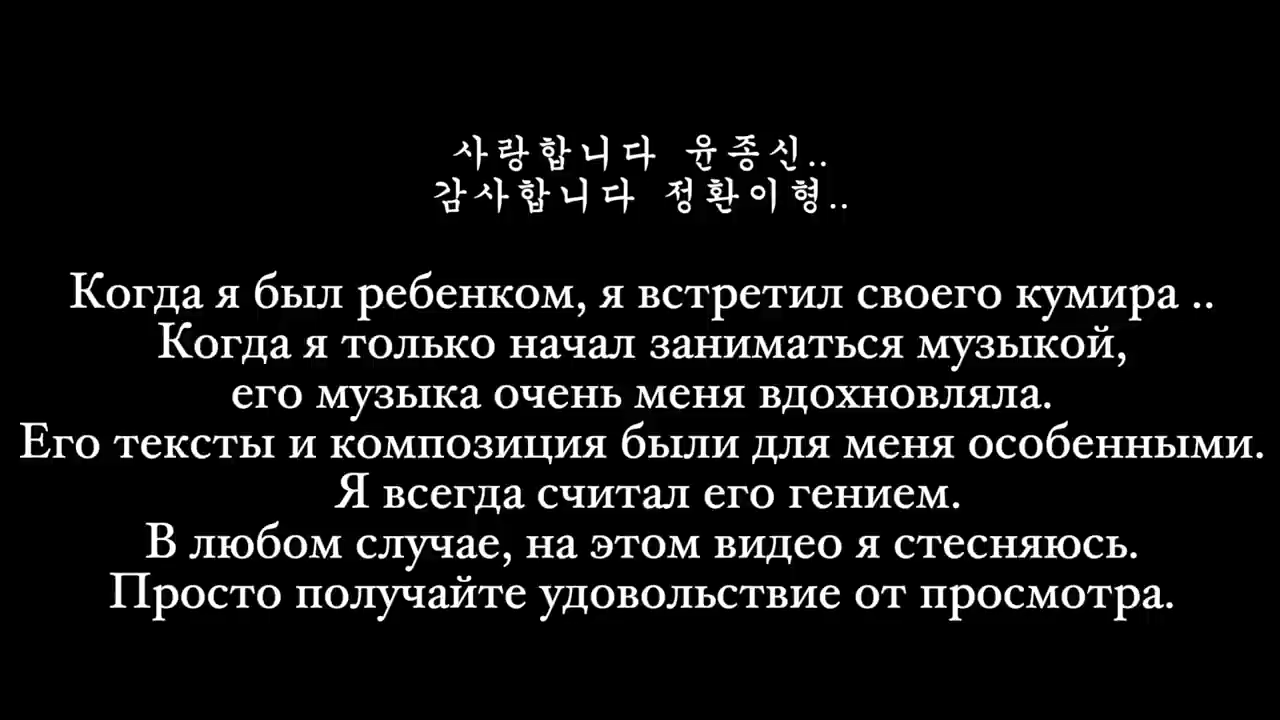 사랑합니다 윤종신..
감사합니다 정환이형..
Когда я был ребенком, я встретил своего кумира ..
Когда я только начал заниматься музыкой,
его музыка очень меня вдохновляла.
Его тексты и композиция были для меня особенными.
Я всегда считал его гением.
В любом случае, на этом видео я стесняюсь.
Просто получайте удовольствие от просмотра.